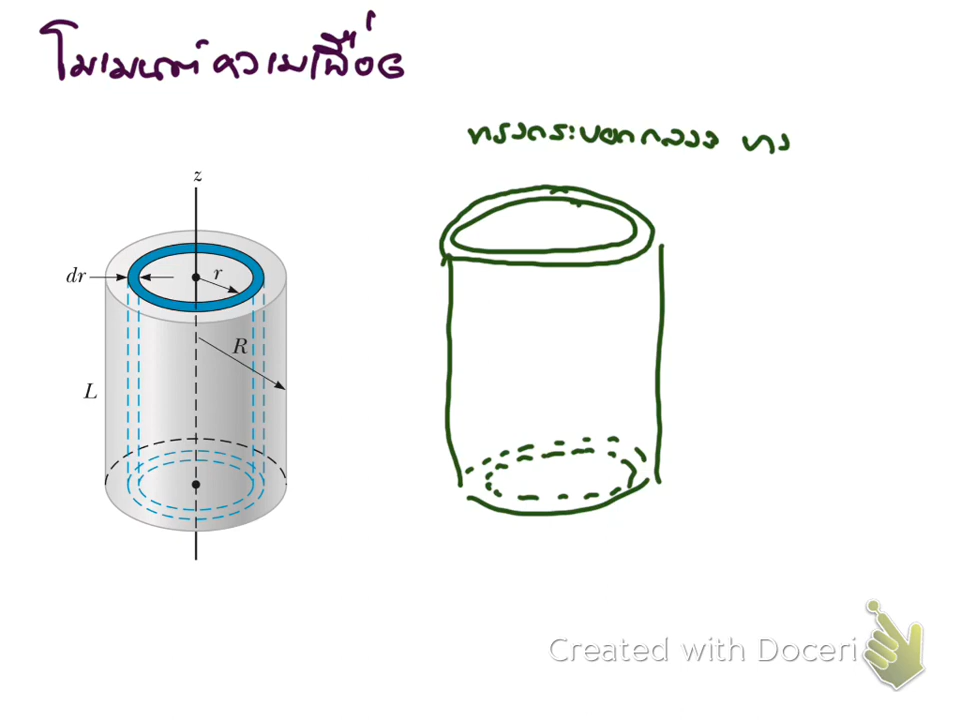 โมเมนต์ความเฉื่อย
ทรงกระบอกกลวง บาง
z
dr
r
R
L
Created with Doceri